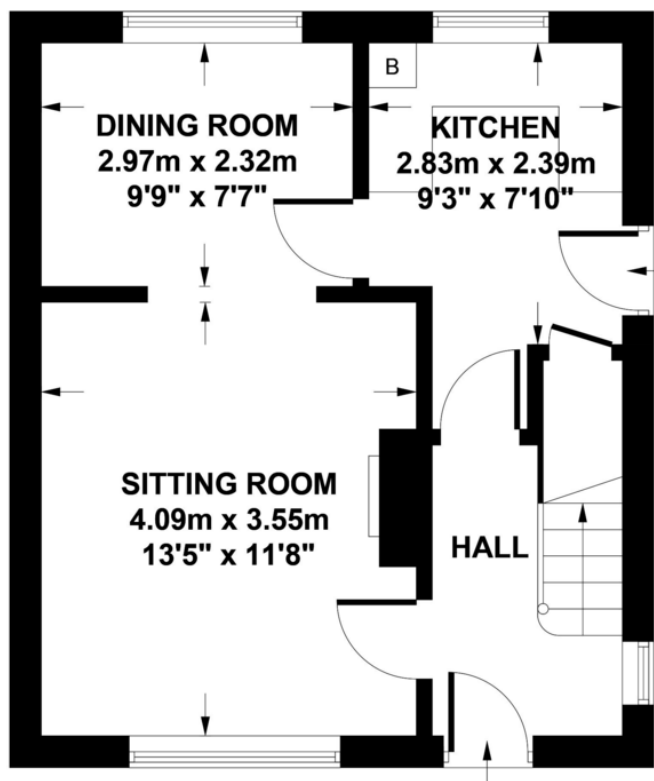 DINING ROOM
2.97m x 2.32m
9'9" x 7'7"
B
KITCHEN
2.83m x 2.39m
9'3" x 7'10"
SITTING ROOM
4.09m x 3.55m
13'5" x 11'8"
HALL